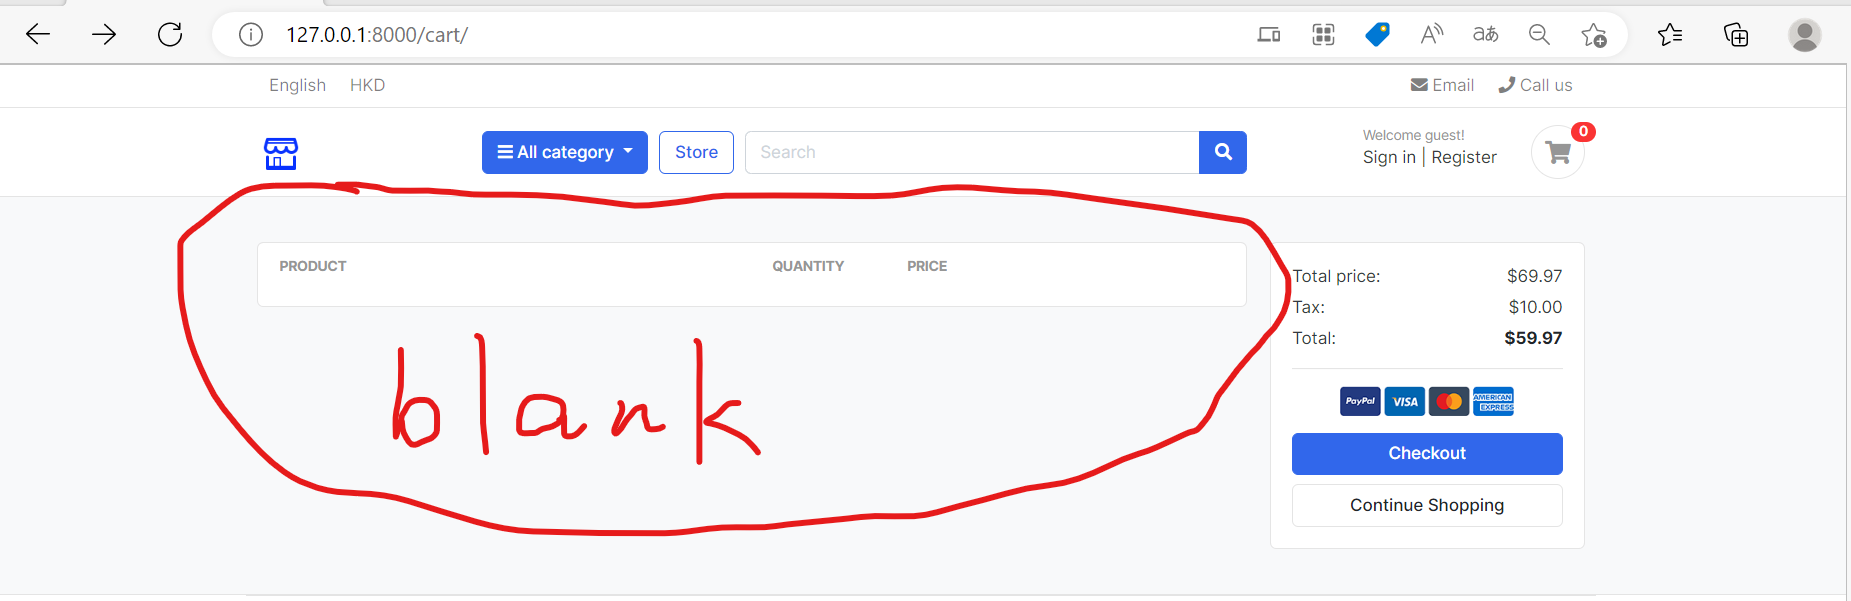 127.0.0.1:8000/cart/
A
aあ
English HKD
Email Call us
All category
Store
Search
Welcome guest!
Sign in | Register
0
PRODUCT QUANTITY PRICE
blank
Total price: $69.97
Tax: $10.00
Total: $59.97
PayPal VISA AMERICAN EXPRESS
Checkout
Continue Shopping